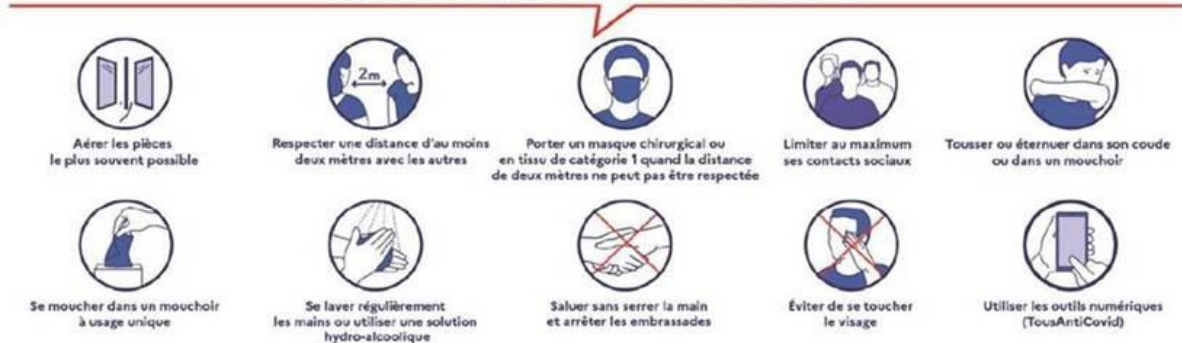 Aérer les pièces
le plus souvent possible
2m
Respecter une distance d'au moins
deux mètres avec les autres
Porter un masque chirurgical ou
en tissu de catégorie 1 quand la distance
de deux mètres ne peut pas être respectée
Limiter au maximum
ses contacts sociaux
Tousser ou éternuer dans son coude
ou dans un mouchoir
Se moucher dans un mouchoir
à usage unique
Se laver régulièrement
les mains ou utiliser une solution
hydro-alcoolique
Saluer sans serrer la main
et arrêter les embrassades
Éviter de se toucher
le visage
Utiliser les outils numériques
(TousAntiCovid)